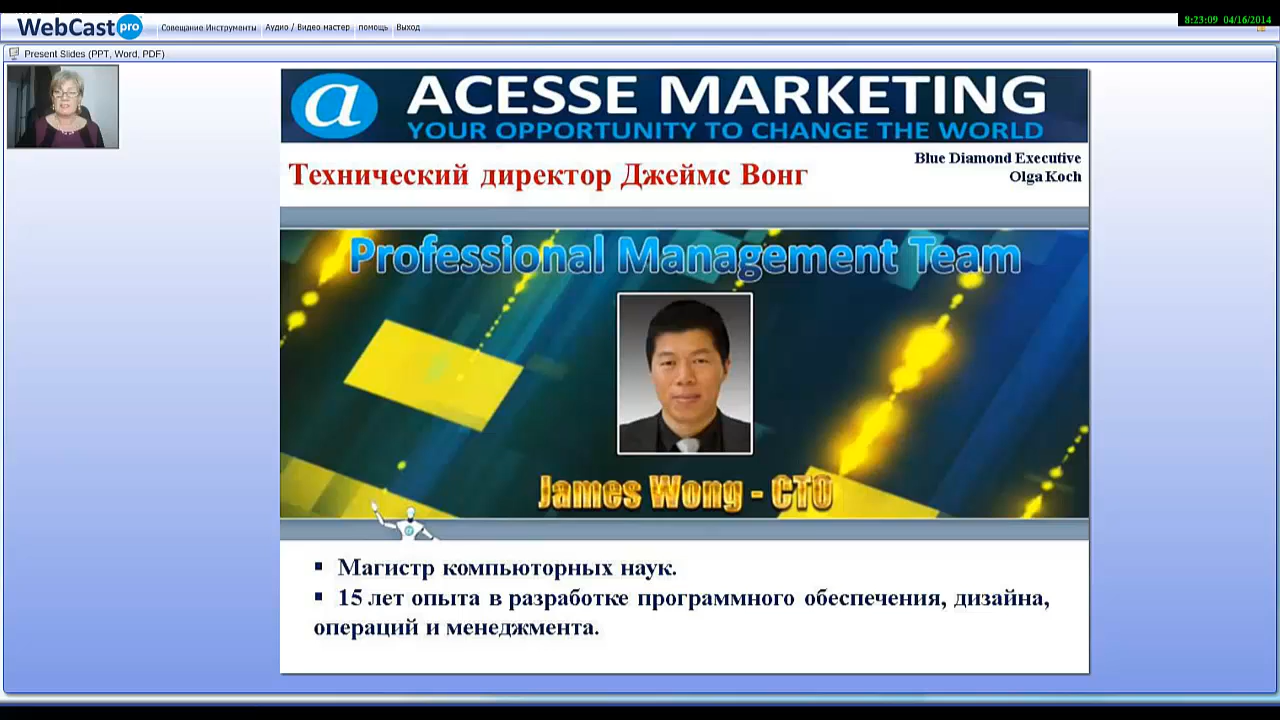 WebCast pro
Совещание Инструменты Аудио / Видео мастер помощь Выход
8:23:09 04/16/2014
Present Slides (PPT, Word, PDF)
a ACESSE MARKETING
YOUR OPPORTUNITY TO CHANGE THE WORLD
Blue Diamond Executive
Olga Koch
Технический директор Джеймс Вонг
Professional Management Team
James Wong - CTO
▪ Магистр компьюторных наук.
▪ 15 лет опыта в разработке программного обеспечения, дизайна,
операций и менеджмента.